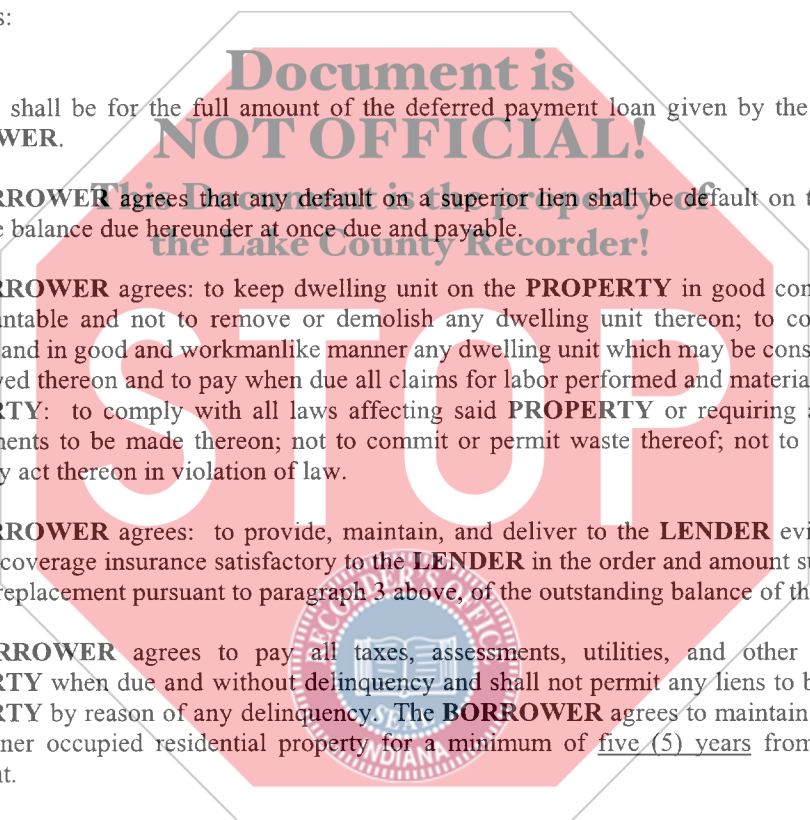 s:
Document is
shall be for the full amount of the deferred payment loan given by the
OWER.
NOT OFFICIAL!
RROWER agrees that any default on a superior lien shall be default on t
This Document is the property of
e balance due hereunder at once due and payable.
the Lake County Recorder!
RROWER agrees: to keep dwelling unit on the PROPERTY in good con
antable and not to remove or demolish any dwelling unit thereon; to co
and in good and workmanlike manner any dwelling unit which may be cons
ved thereon and to pay when due all claims for labor performed and materia
RTY: to comply with all laws affecting said PROPERTY or requiring a
ments to be made thereon; not to commit or permit waste thereof; not to
y act thereon in violation of law.
STOP
RROWER agrees: to provide, maintain, and deliver to the LENDER evi
coverage insurance satisfactory to the LENDER in the order and amount s
replacement pursuant to paragraph 3 above, of the outstanding balance of th
RECORDER'S OFFICE
SEAL
INDIANA
RROWER agrees to pay all taxes, assessments, utilities, and other
RTY when due and without delinquency and shall not permit any liens to b
RTY by reason of any delinquency. The BORROWER agrees to maintain
ner occupied residential property for a minimum of five (5) years from
nt.